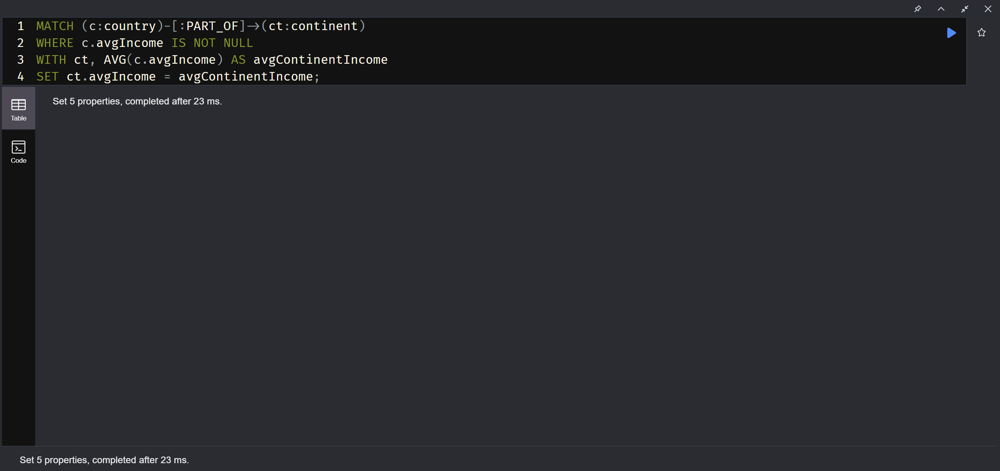 1 MATCH (c:country)-[:PART_OF]->(ct:continent)
2 WHERE c.avgIncome IS NOT NULL
3 WITH ct, AVG(c.avgIncome) AS avgContinentIncome
4 SET ct.avgIncome = avgContinentIncome;
Set 5 properties, completed after 23 ms.
Table
Code
Set 5 properties, completed after 23 ms.